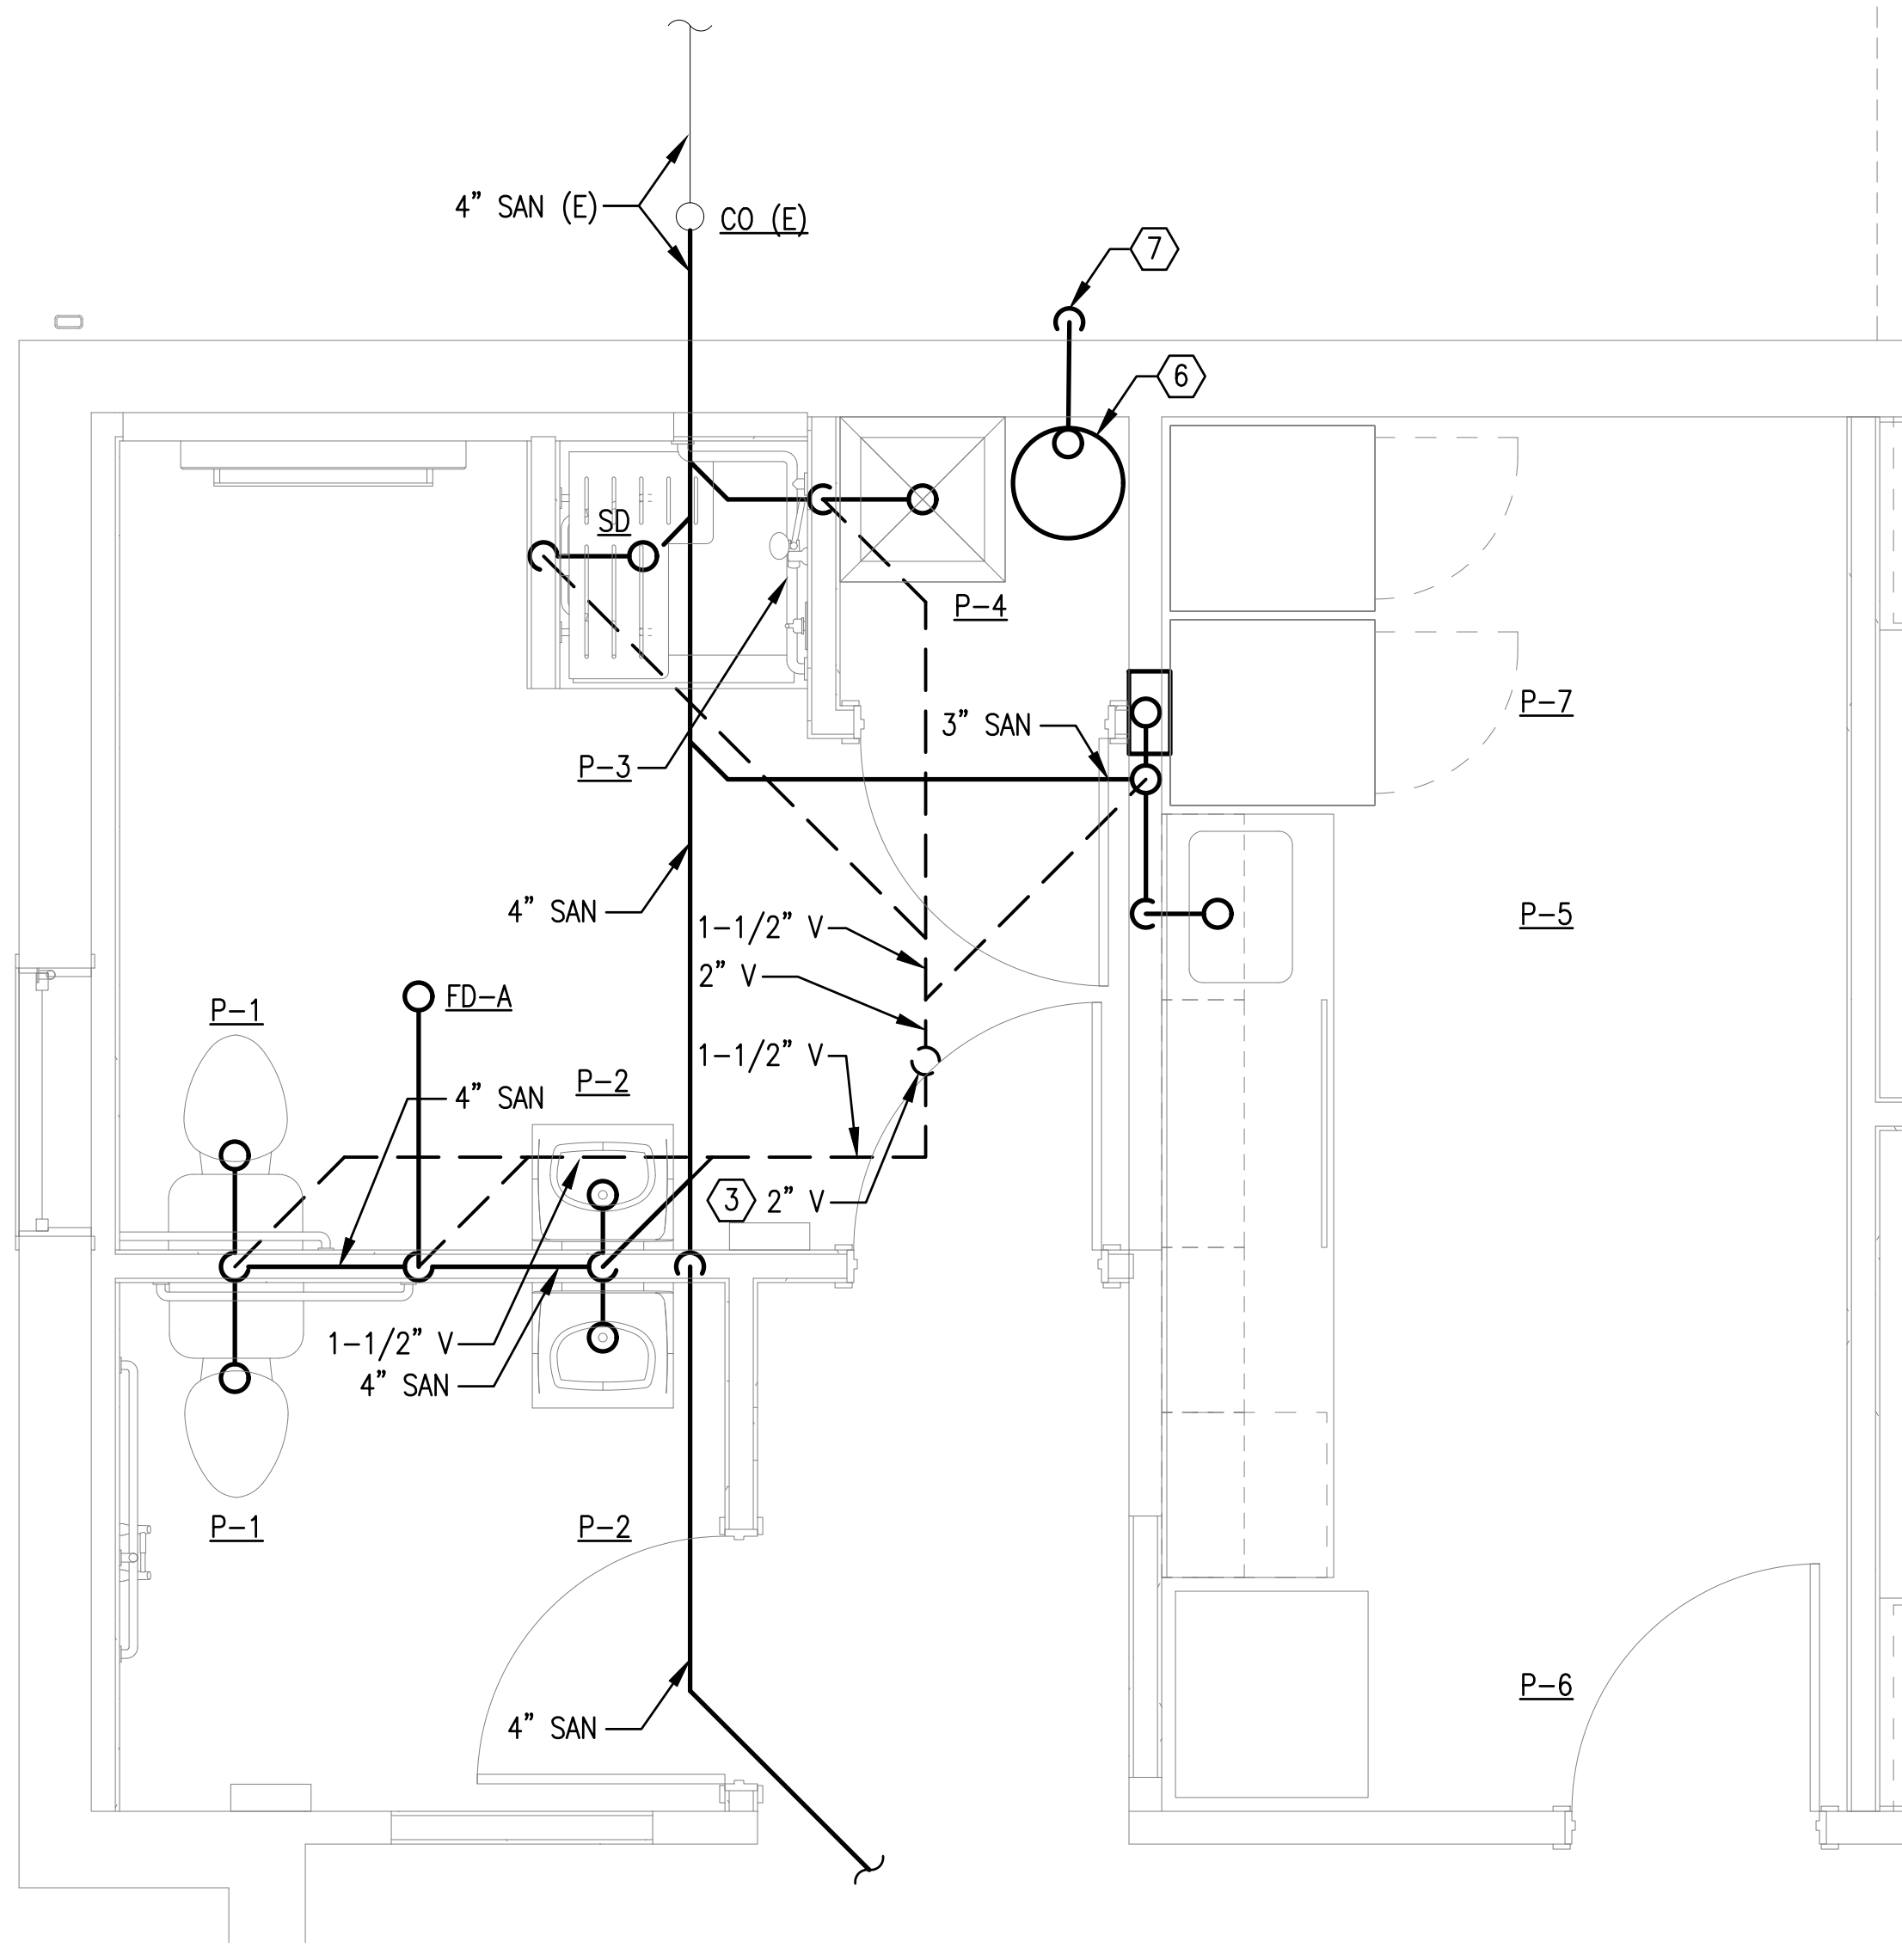 4” SAN (E)
CO (E)
7
6
SD
P-4
P-3
3” SAN
P-7
4” SAN
1-1/2” V
P-5
2” V
FD-A
P-1
1-1/2” V
P-2
4” SAN
3
2” V
1-1/2” V
4” SAN
P-1
P-2
P-6
4” SAN